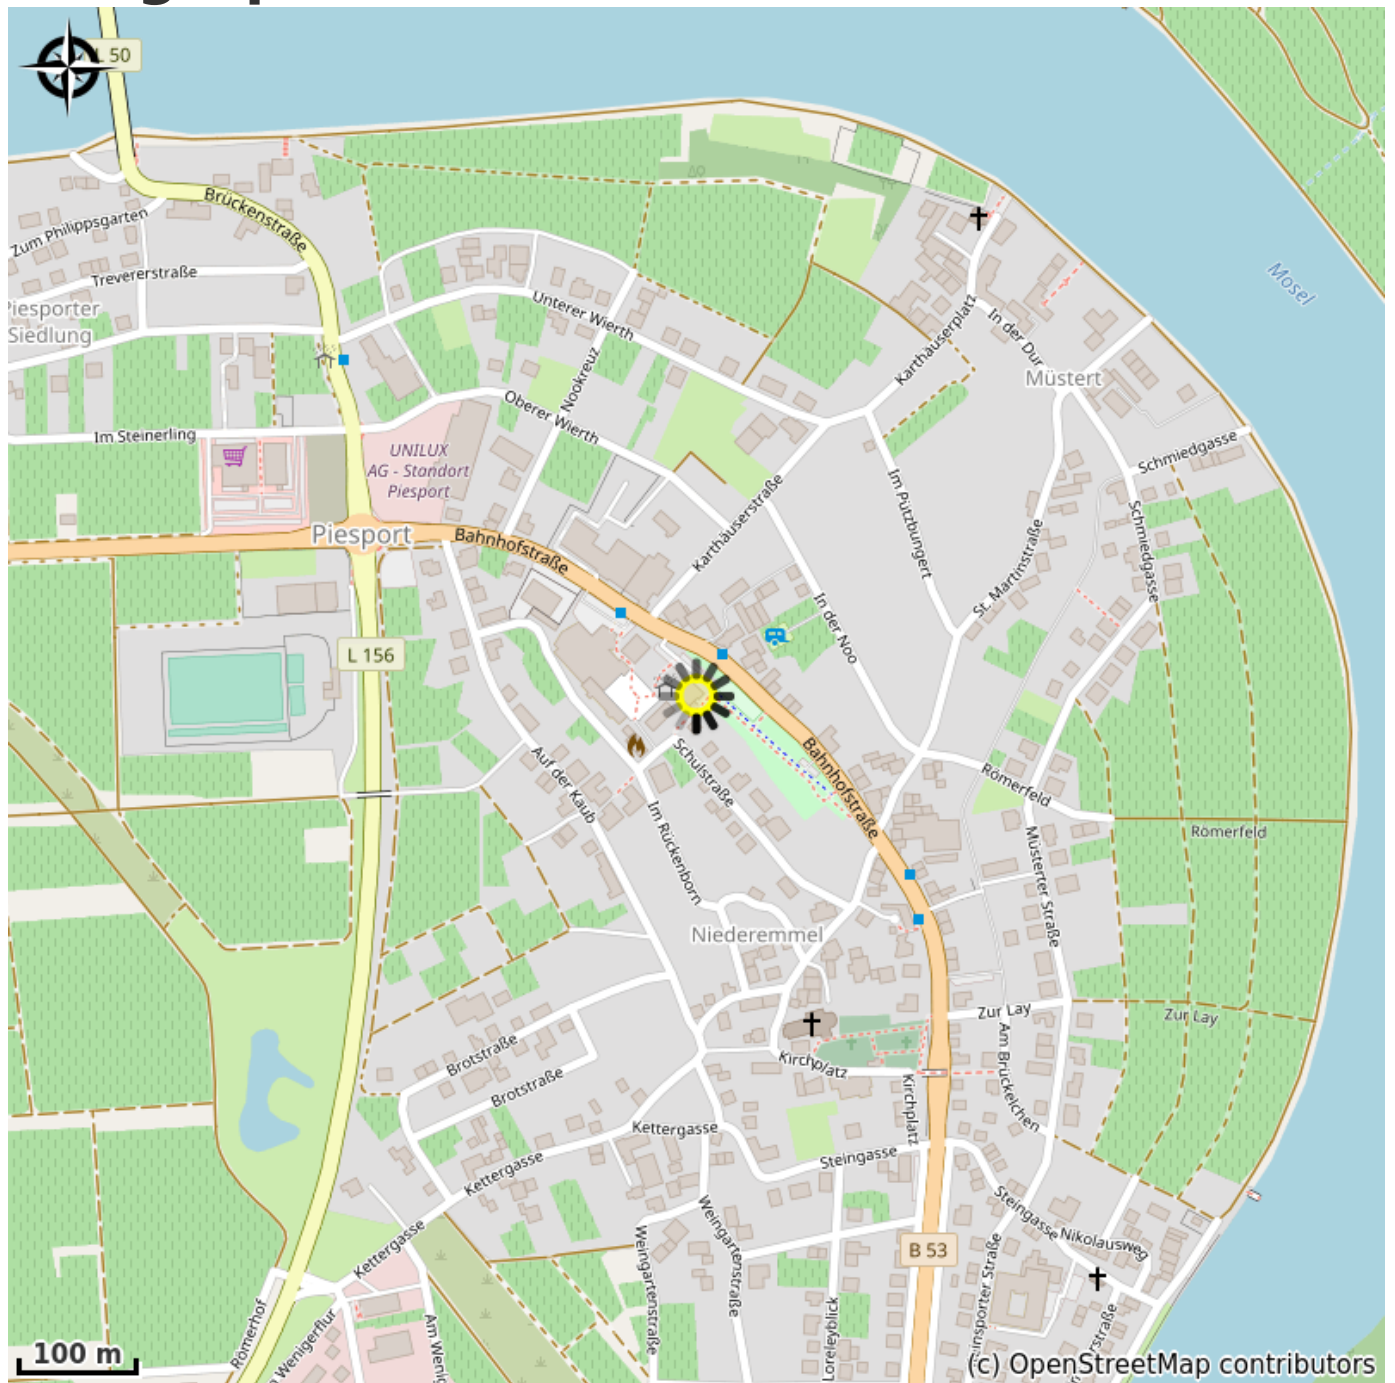 L 50
Brückenstraße
Zum Philippsgarten
Trevererstraße
Piesporter
Siedlung
Mosel
Unterer Wierth
Karthäuserplatz
In der Dur
Müstert
Nookreuz
Oberer Wierth
Im Steinerling
UNILUX
AG - Standort
Piesport
Schmiedgasse
Piesport
Bahnhofstraße
Karthäuserstraße
Im Pützbungert
Schmiedgasse
St. Martinstraße
In der Noo
L 156
Auf der Kaub
Schulstraße
Bahnhofstraße
Römerfeld
Römerfeld
Im Rückenborn
Müsterter Straße
Niederemmel
Zur Lay
Zur Lay
Brotstraße
Brotstraße
Kirchplatz
Kirchplatz
Am Brückelchen
Kettergasse
Steingasse
Kettergasse
Steingasse
Nikolausweg
Weingartenstraße
Weingartenstraße
Kettergasse
B 53
Loreleyblick
Römerhof
100 m
(c) OpenStreetMap contributors